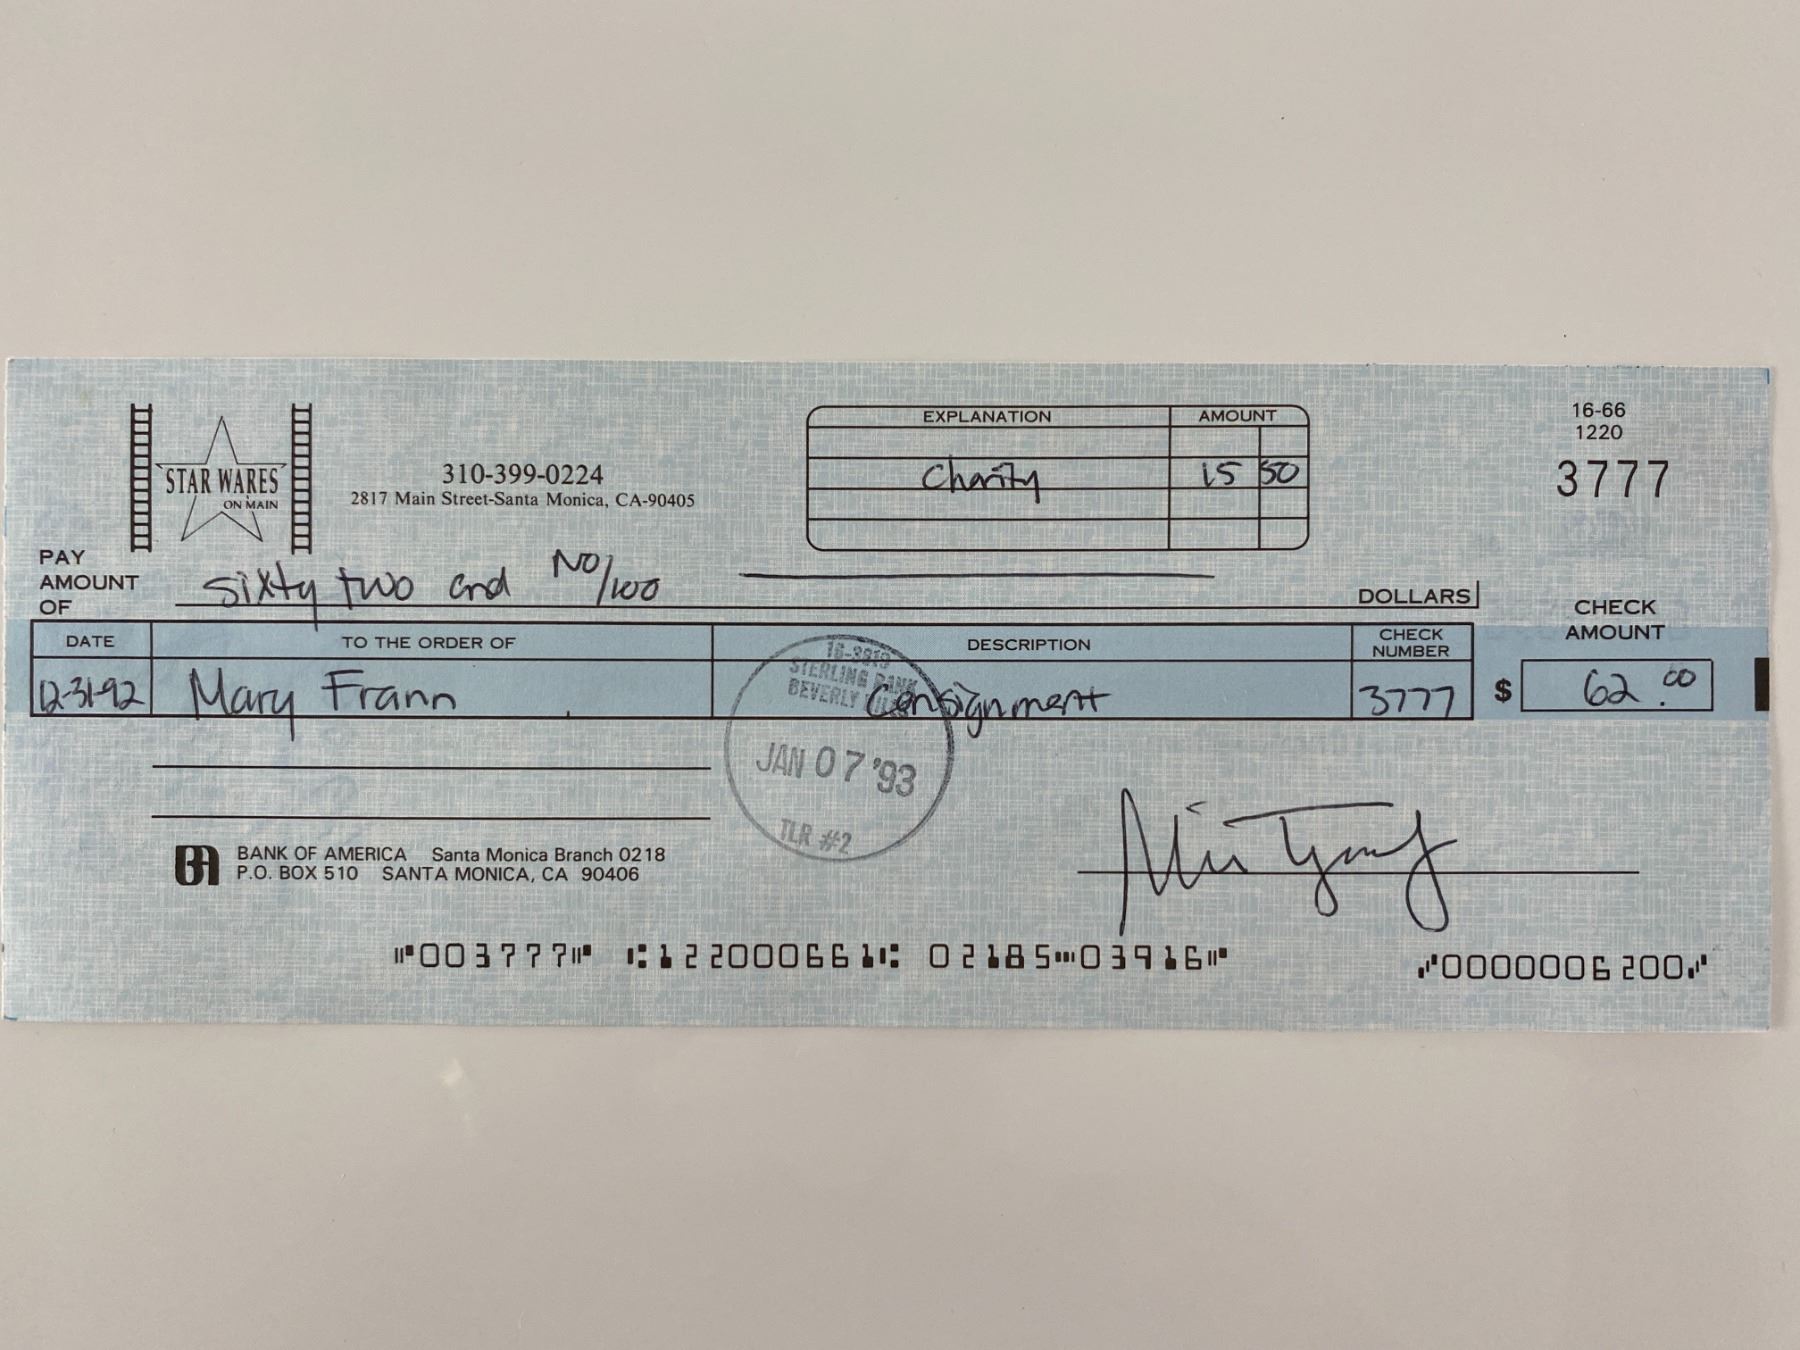 STAR WARES
ON MAIN
310-399-0224
2817 Main Street-Santa Monica, CA-90405
EXPLANATION AMOUNT
Charity 15 50
16-66
1220
3777
PAY
AMOUNT
OF
sixty two and No/100
DOLLARS
CHECK
AMOUNT
DATE TO THE ORDER OF DESCRIPTION CHECK
NUMBER
12-31-92 Mary Frann Consignment 3777 $ 62.00
STERLING BANK
BEVERLY HILLS
JAN 07 '93
TLR #2
BANK OF AMERICA Santa Monica Branch 0218
P.O. BOX 510 SANTA MONICA, CA 90406
⑈003777⑈ ⑆122000661⑆ 02185⑉03916⑈ ⑇0000006200⑇